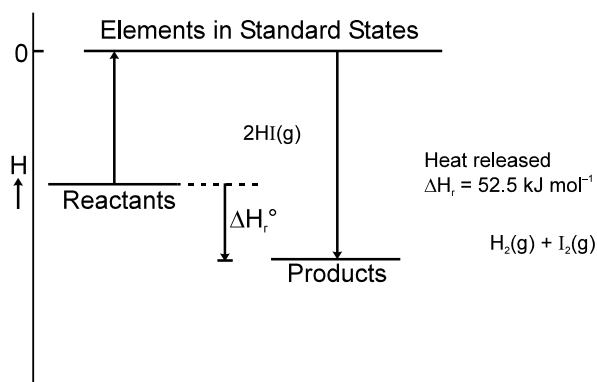 Elements in Standard States
0
2HI(g)
Heat released
ΔHᵣ = 52.5 kJ mol⁻¹
H
Reactants
ΔHᵣ°
H₂(g) + I₂(g)
Products